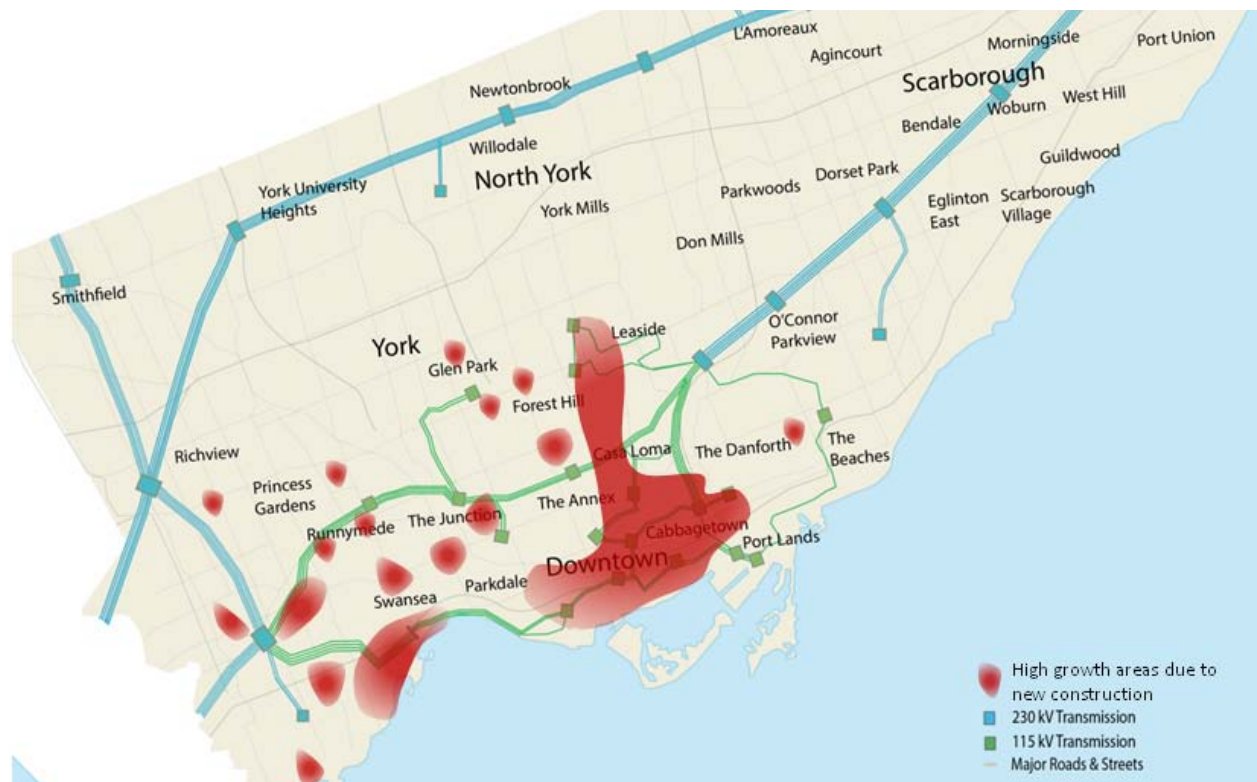 L'Amoreaux
Agincourt
Morningside
Port Union
Scarborough
Newtonbrook
Woburn
West Hill
Bendale
Willodale
North York
Guildwood
York University
Heights
Dorset Park
Parkwoods
Eglinton
East
Scarborough
Village
York Mills
Don Mills
Smithfield
O'Connor
Parkview
Leaside
York
Glen Park
Forest Hill
Richview
Casa Loma
The Danforth
The
Beaches
Princess
Gardens
The Annex
Runnymede
The Junction
Cabbagetown
Port Lands
Downtown
Parkdale
Swansea
High growth areas due to
new construction
230 kV Transmission
115 kV Transmission
Major Roads & Streets